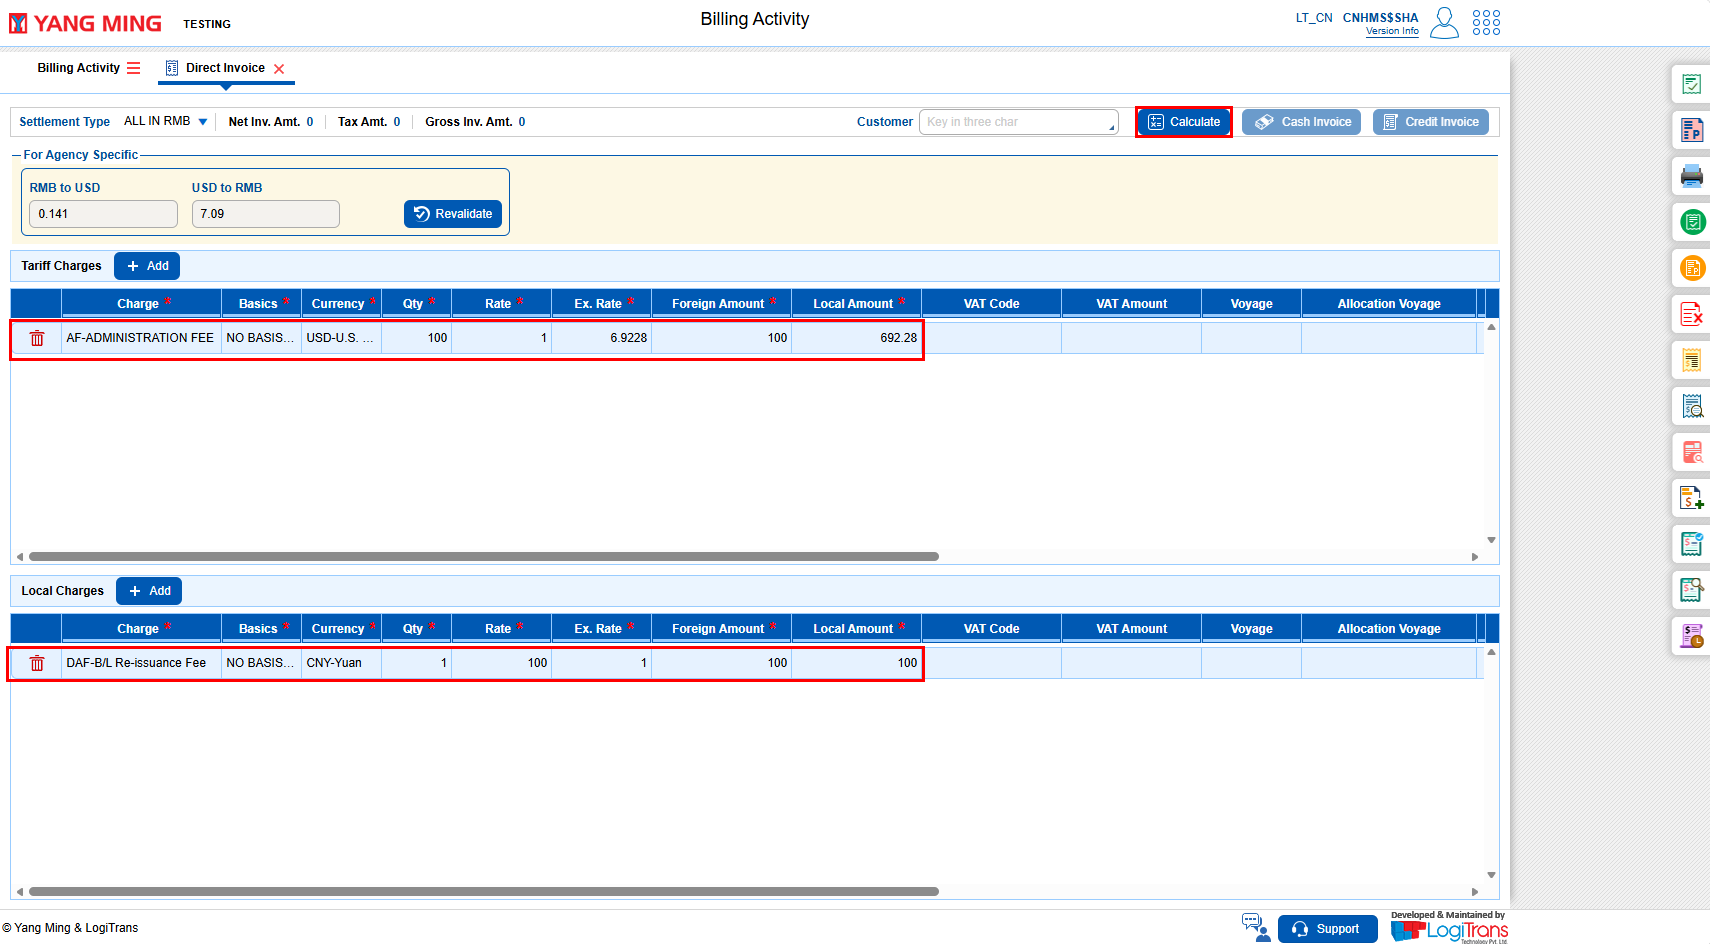 YANG MING TESTING
Billing Activity
LT_CN CNHMS$SHA
Version Info
Billing Activity
Direct Invoice
Settlement Type ALL IN RMB Net Inv. Amt. 0 Tax Amt. 0 Gross Inv. Amt. 0 Customer Key in three char Calculate Cash Invoice Credit Invoice
For Agency Specific
RMB to USD USD to RMB
0.141 7.09 Revalidate
Tariff Charges + Add
Charge * Basics * Currency * Qty * Rate * Ex. Rate * Foreign Amount * Local Amount * VAT Code VAT Amount Voyage Allocation Voyage
AF-ADMINISTRATION FEE NO BASIS... USD-U.S. ... 100 1 6.9228 100 692.28
Local Charges + Add
Charge * Basics * Currency * Qty * Rate * Ex. Rate * Foreign Amount * Local Amount * VAT Code VAT Amount Voyage Allocation Voyage
DAF-B/L Re-issuance Fee NO BASIS... CNY-Yuan 1 100 1 100 100
© Yang Ming & LogiTrans
Support
Developed & Maintained by
LogiTrans
Technology Pvt. Ltd.